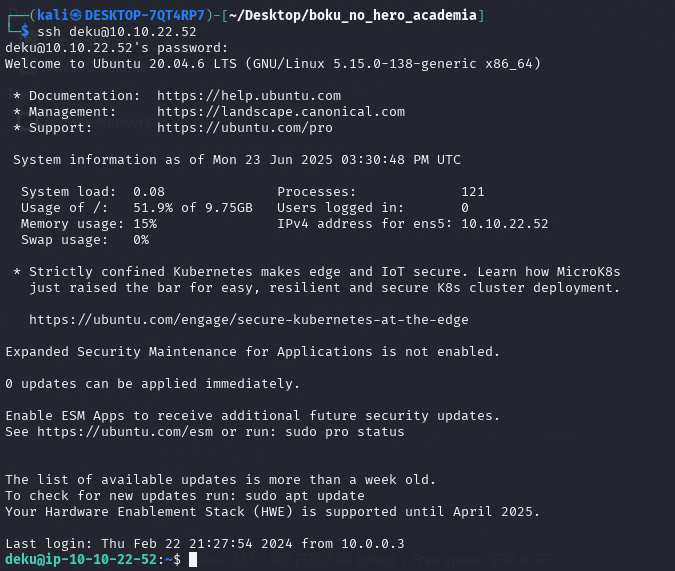 ┌──(kali㉿DESKTOP-7QT4RP7)-[~/Desktop/boku_no_hero_academia]
└─$ ssh deku@10.10.22.52
deku@10.10.22.52's password:
Welcome to Ubuntu 20.04.6 LTS (GNU/Linux 5.15.0-138-generic x86_64)
* Documentation: https://help.ubuntu.com
* Management: https://landscape.canonical.com
* Support: https://ubuntu.com/pro
System information as of Mon 23 Jun 2025 03:30:48 PM UTC
System load: 0.08 Processes: 121
Usage of /: 51.9% of 9.75GB Users logged in: 0
Memory usage: 15% IPv4 address for ens5: 10.10.22.52
Swap usage: 0%
* Strictly confined Kubernetes makes edge and IoT secure. Learn how MicroK8s
just raised the bar for easy, resilient and secure K8s cluster deployment.
https://ubuntu.com/engage/secure-kubernetes-at-the-edge
Expanded Security Maintenance for Applications is not enabled.
0 updates can be applied immediately.
Enable ESM Apps to receive additional future security updates.
See https://ubuntu.com/esm or run: sudo pro status
The list of available updates is more than a week old.
To check for new updates run: sudo apt update
Your Hardware Enablement Stack (HWE) is supported until April 2025.
Last login: Thu Feb 22 21:27:54 2024 from 10.0.0.3
deku@ip-10-10-22-52:~$